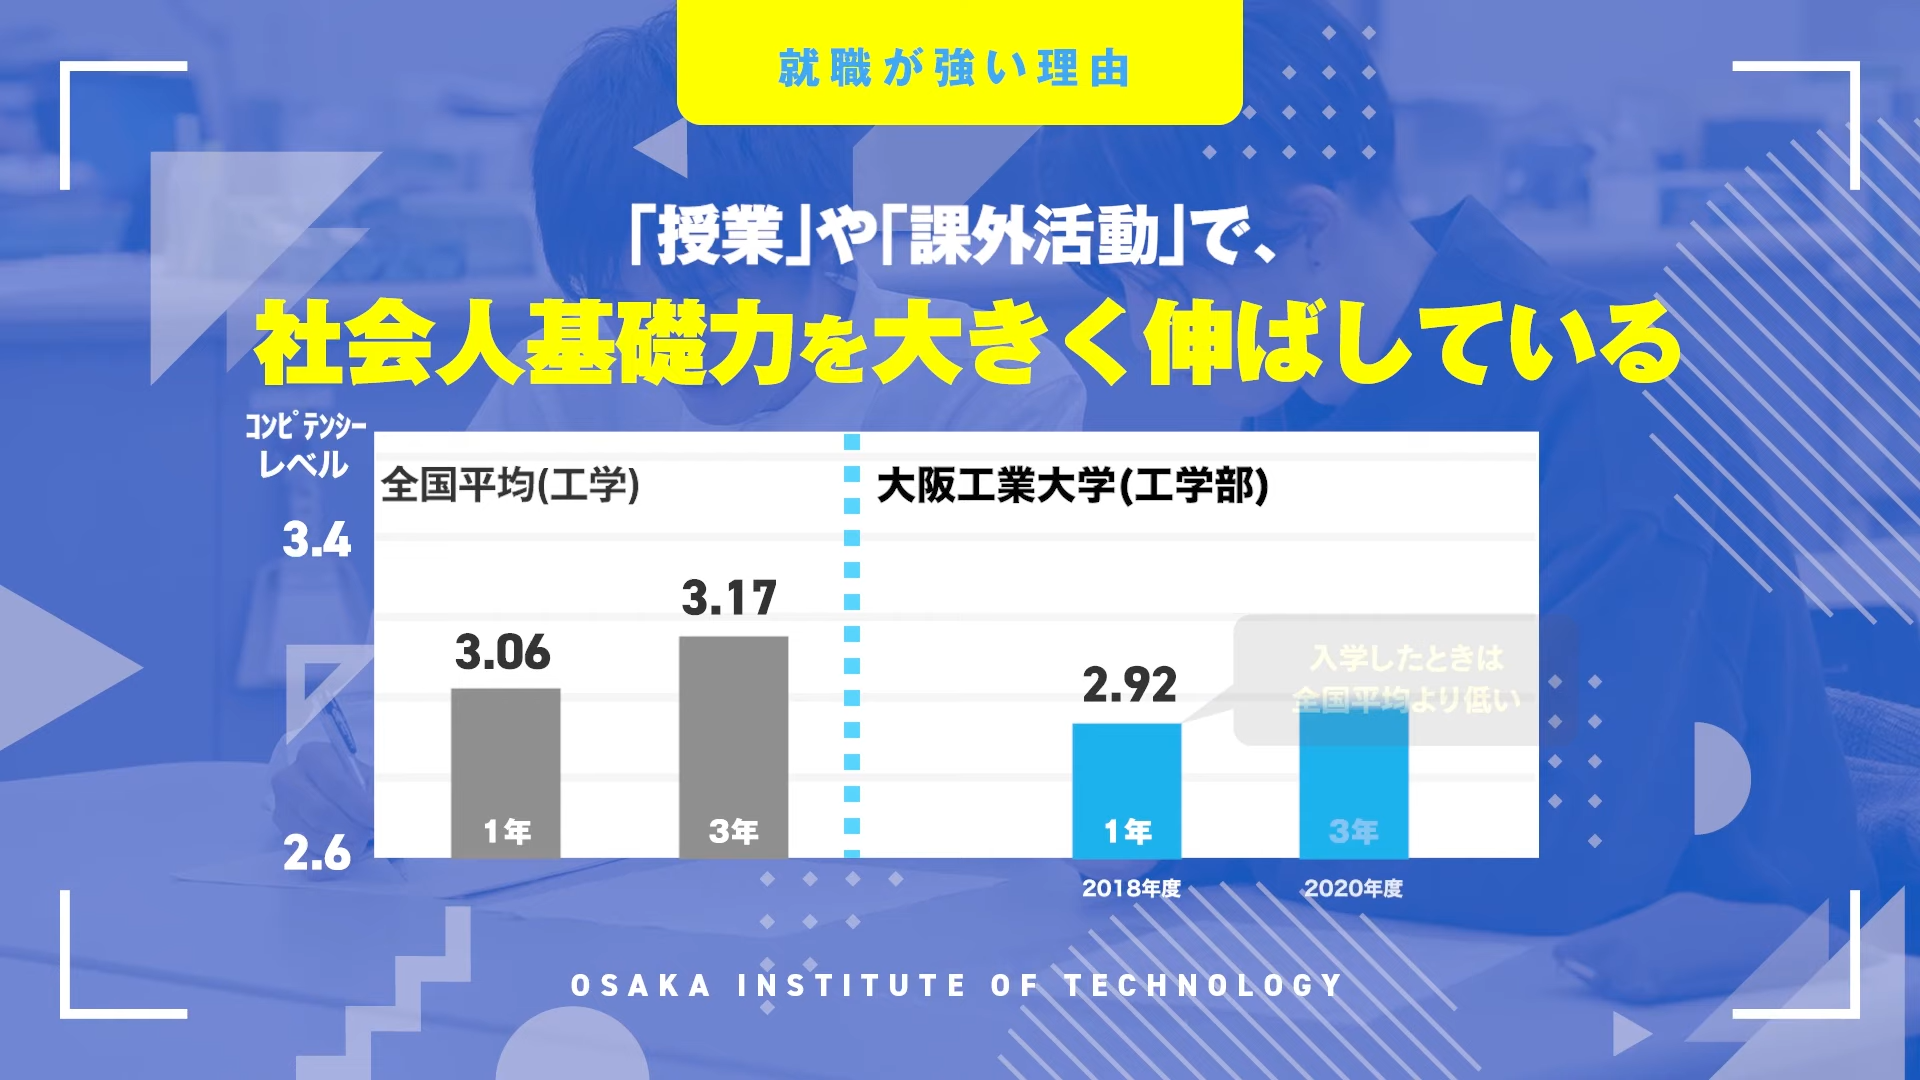 就職が強い理由
「授業」や「課外活動」で、
社会人基礎力を大きく伸ばしている
コンピテンシー
レベル
全国平均(工学)
大阪工業大学(工学部)
3.4
3.17
3.06
2.92
入学したときは
全国平均より低い
1年
3年
1年
3年
2.6
2018年度
2020年度
OSAKA INSTITUTE OF TECHNOLOGY